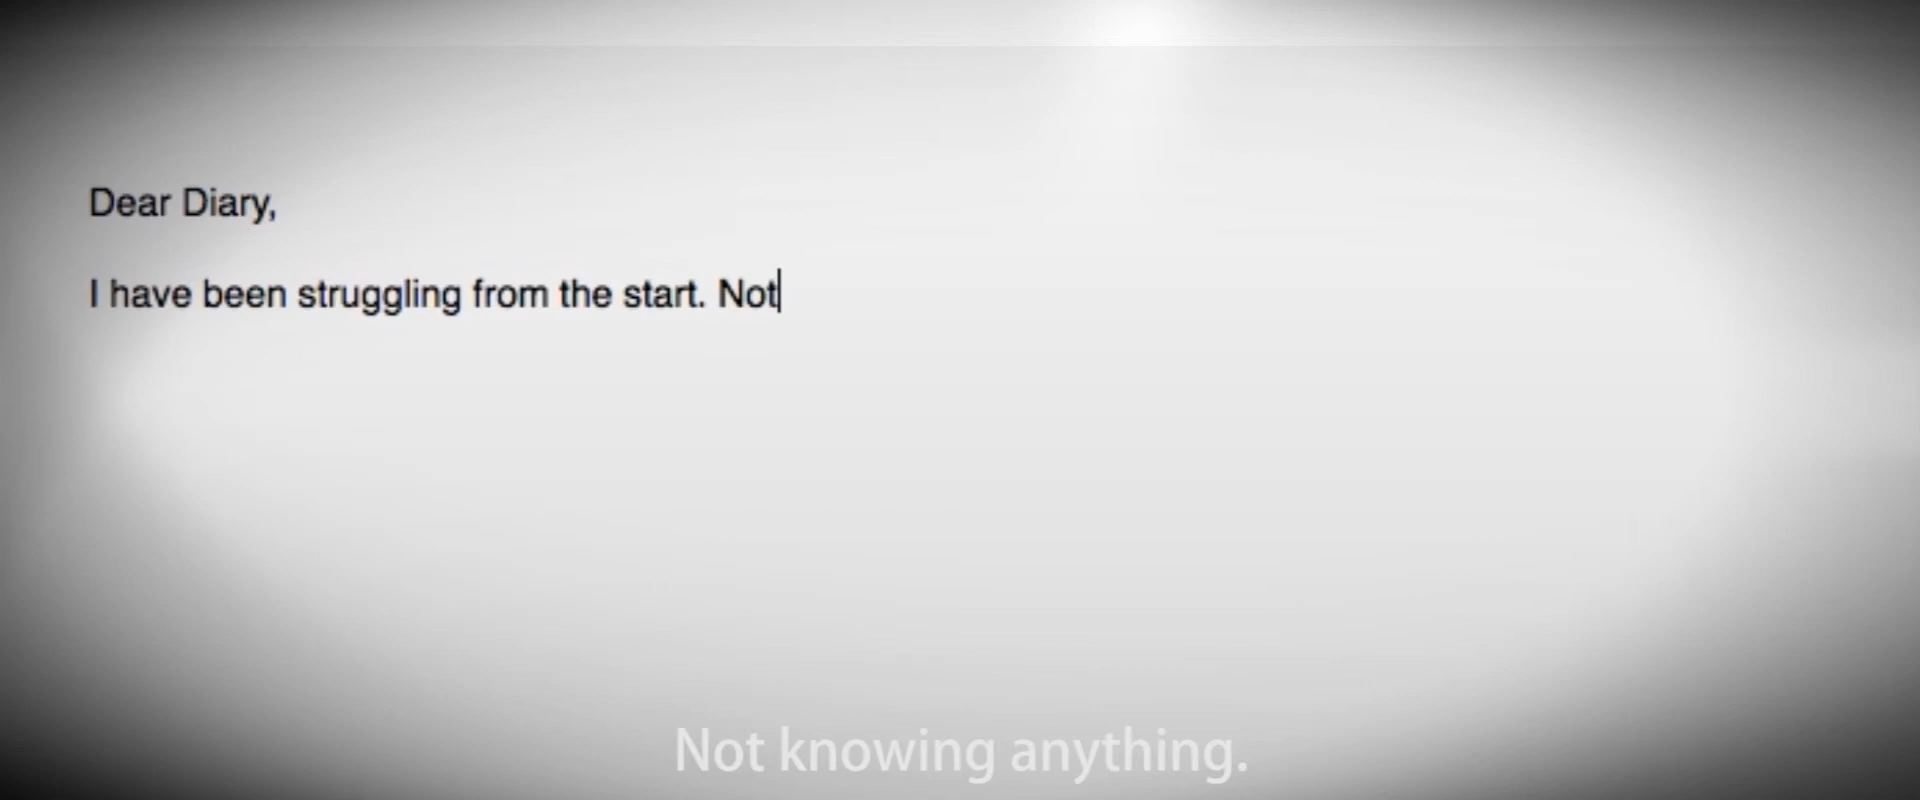 Dear Diary,
I have been struggling from the start. Not
Not knowing anything.